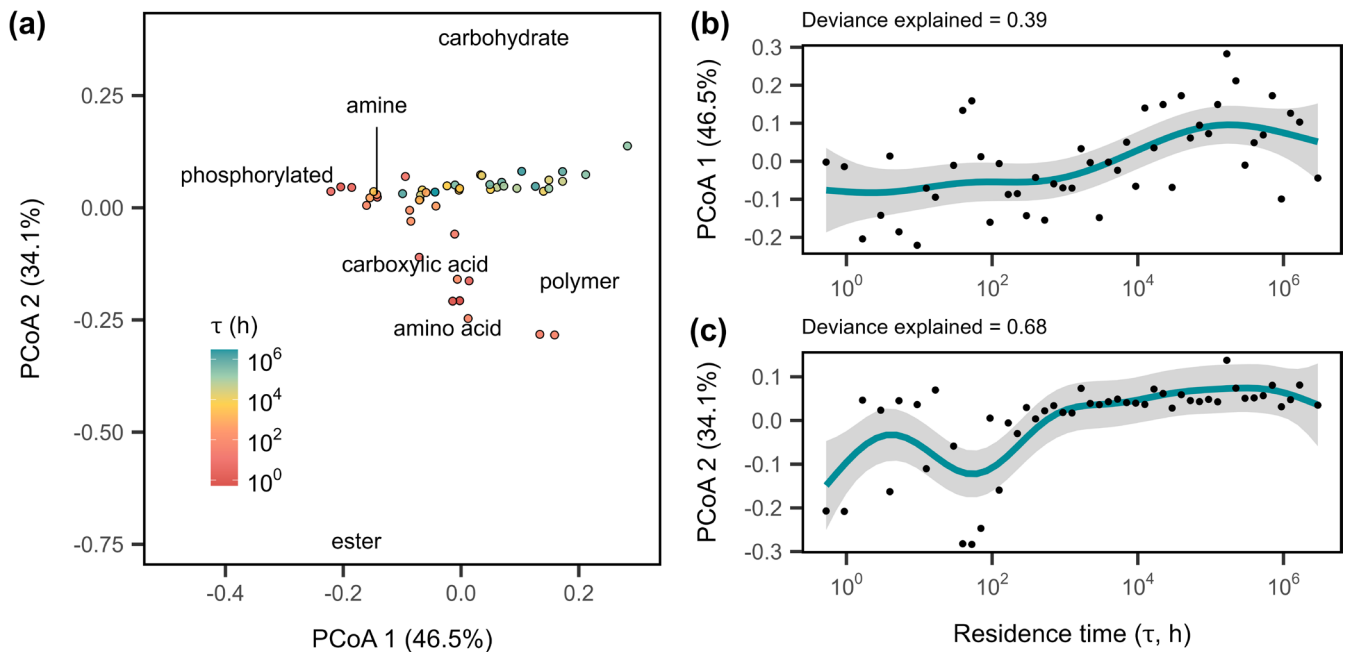 (a)
carbohydrate
amine
phosphorylated
carboxylic acid
polymer
amino acid
ester
τ (h)
10^6
10^4
10^2
10^0
0.25
0.00
-0.25
-0.50
-0.75
PCoA 2 (34.1%)
-0.4
-0.2
0.0
0.2
PCoA 1 (46.5%)
(b)
Deviance explained = 0.39
0.3
0.2
0.1
0.0
-0.1
-0.2
PCoA 1 (46.5%)
10^0
10^2
10^4
10^6
(c)
Deviance explained = 0.68
0.1
0.0
-0.1
-0.2
-0.3
PCoA 2 (34.1%)
10^0
10^2
10^4
10^6
Residence time (τ, h)